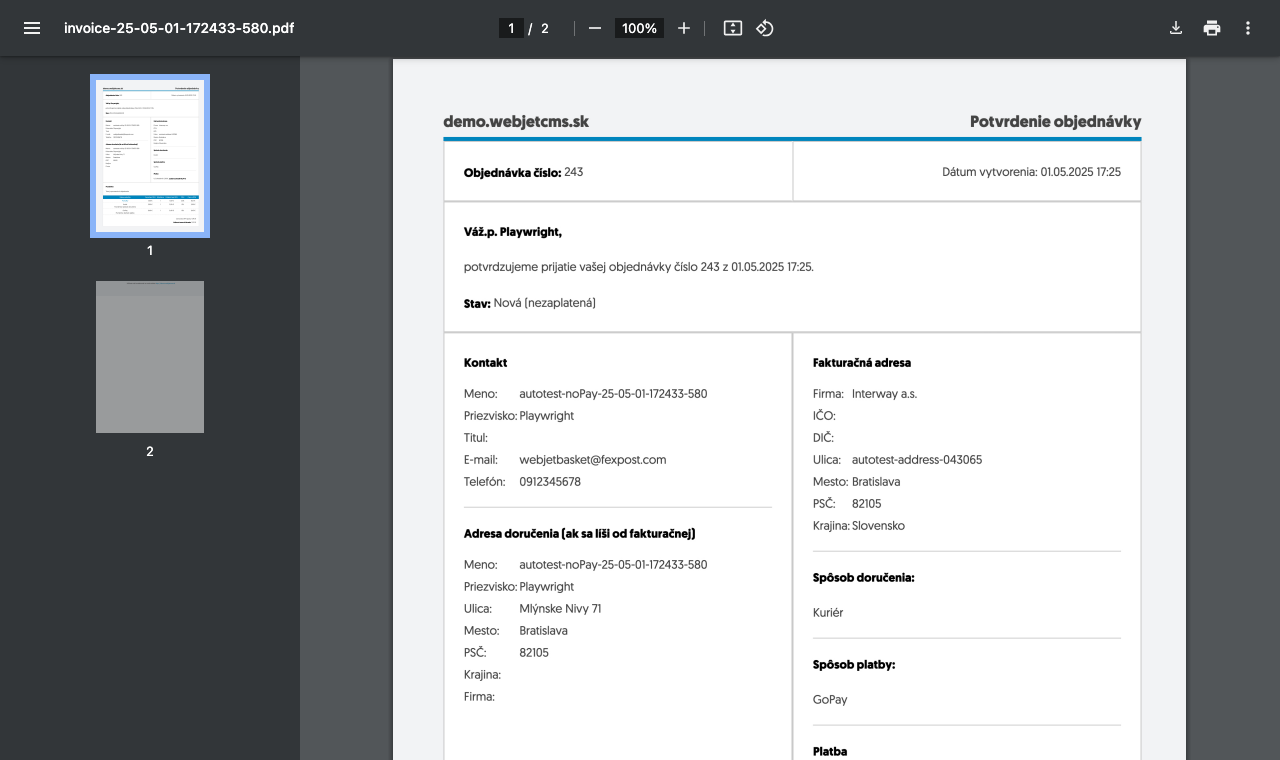 invoice-25-05-01-172433-580.pdf
1 / 2
100%
1
2
demo.webjetcms.sk
Potvrdenie objednávky
Objednávka číslo: 243
Dátum vytvorenia: 01.05.2025 17:25
Váž.p. Playwright,
potvrdzujeme prijatie vašej objednávky číslo 243 z 01.05.2025 17:25.
Stav: Nová (nezaplatená)
Kontakt
Meno: autotest-noPay-25-05-01-172433-580
Priezvisko: Playwright
Titul:
E-mail: webjetbasket@fexpost.com
Telefón: 0912345678
Adresa doručenia (ak sa líši od fakturačnej)
Meno: autotest-noPay-25-05-01-172433-580
Priezvisko: Playwright
Ulica: Mlýnske Nivy 71
Mesto: Bratislava
PSČ: 82105
Krajina:
Firma:
Fakturačná adresa
Firma: Interway a.s.
IČO:
DIČ:
Ulica: autotest-address-043065
Mesto: Bratislava
PSČ: 82105
Krajina: Slovensko
Spôsob doručenia:
Kuriér
Spôsob platby:
GoPay
Platba